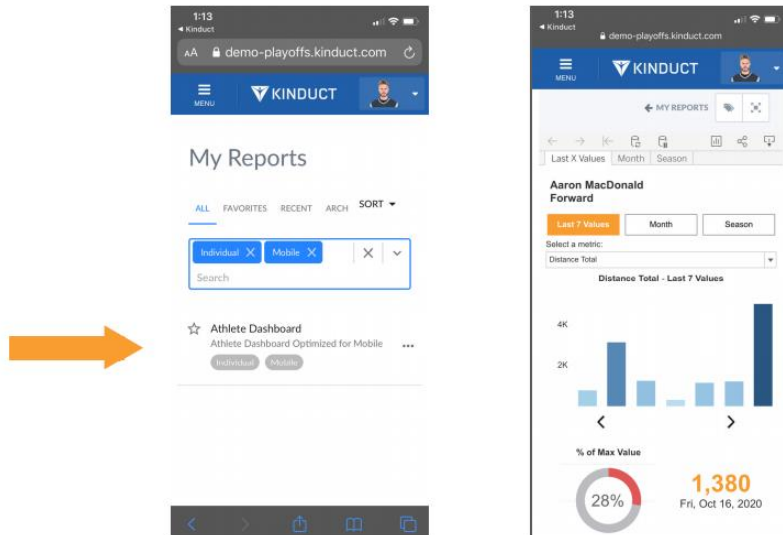 1:13
◀ Kinduct
AA demo-playoffs.kinduct.com
MENU
KINDUCT
My Reports
ALL FAVORITES RECENT ARCH SORT
Individual X Mobile X
Search
Athlete Dashboard
Athlete Dashboard Optimized for Mobile
Individual Mobile
1:13
◀ Kinduct
demo-playoffs.kinduct.com
MENU
KINDUCT
← MY REPORTS
Last X Values Month Season
Aaron MacDonald
Forward
Last 7 Values Month Season
Select a metric:
Distance Total
Distance Total - Last 7 Values
4K
2K
% of Max Value
28%
1,380
Fri, Oct 16, 2020